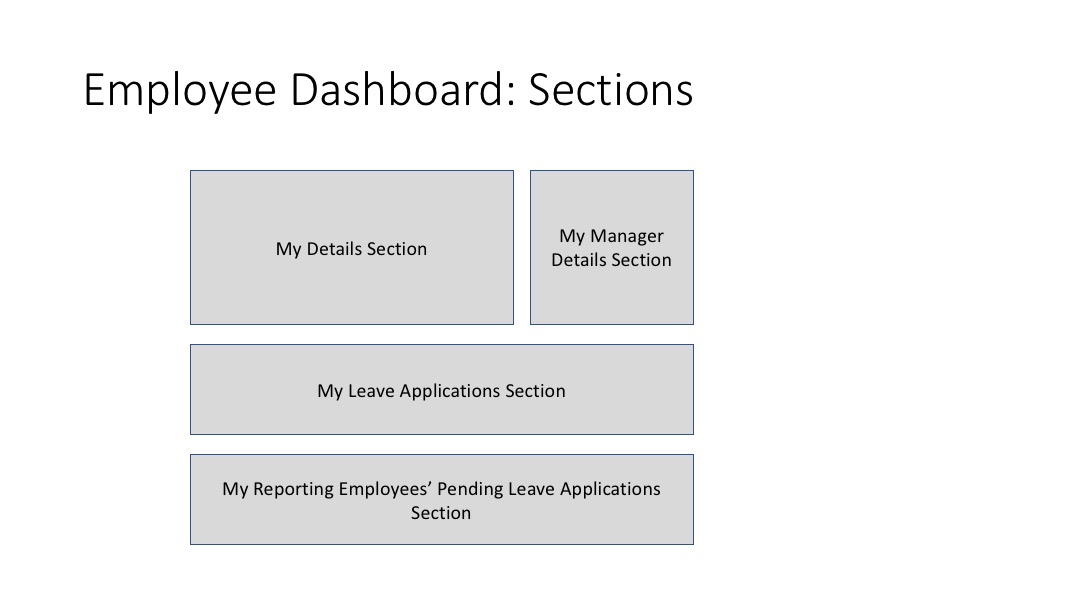 Employee Dashboard: Sections
My Details Section
My Manager
Details Section
My Leave Applications Section
My Reporting Employees’ Pending Leave Applications
Section